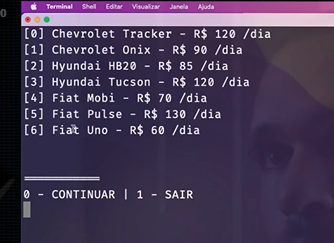 Terminal Shell Editar Visualizar Janela Ajuda
[0] Chevrolet Tracker – R$ 120 /dia
[1] Chevrolet Onix – R$ 90 /dia
[2] Hyundai HB20 – R$ 85 /dia
[3] Hyundai Tucson – R$ 120 /dia
[4] Fiat Mobi – R$ 70 /dia
[5] Fiat Pulse – R$ 130 /dia
[6] Fiat Uno – R$ 60 /dia
0 – CONTINUAR | 1 – SAIR